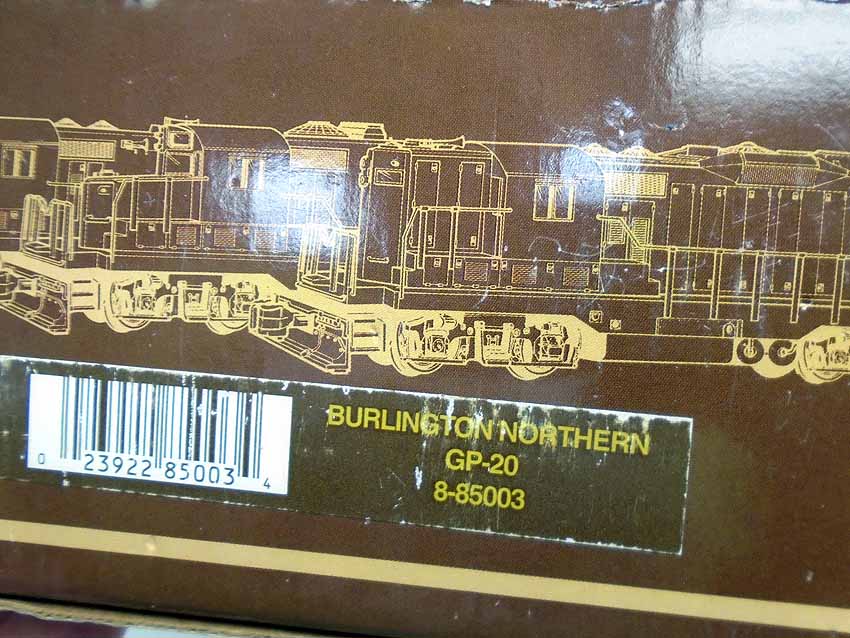 BURLINGTON NORTHERN
GP-20
8-85003
0 23922 85003 4